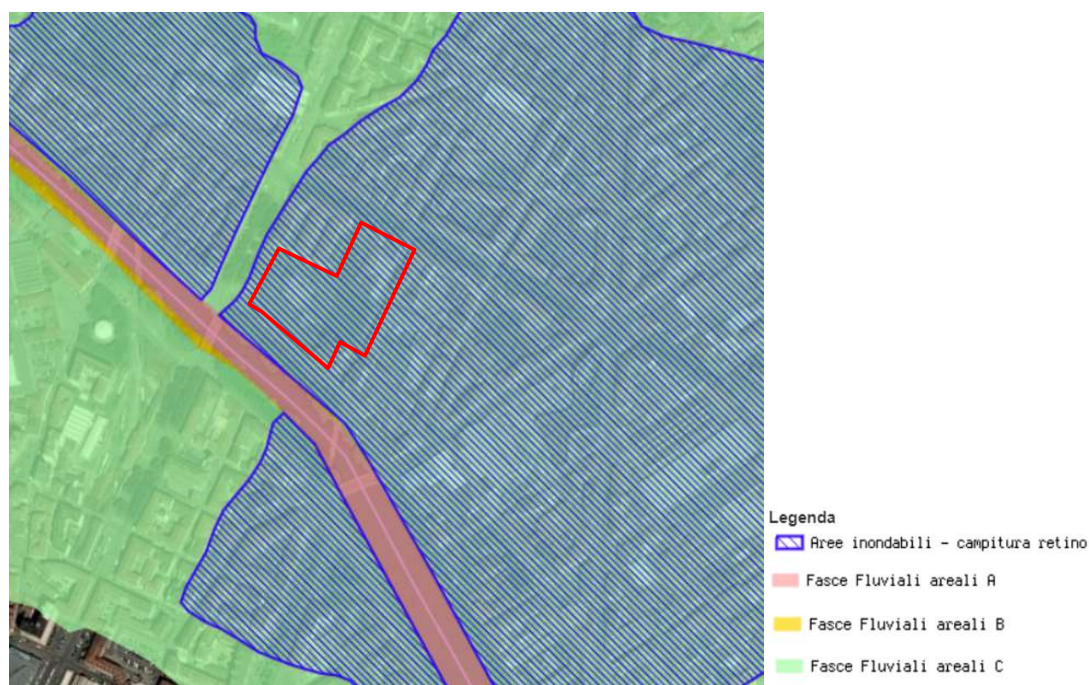 Legenda
Aree inondabili - campitura retino
Fasce Fluviali areali A
Fasce Fluviali areali B
Fasce Fluviali areali C